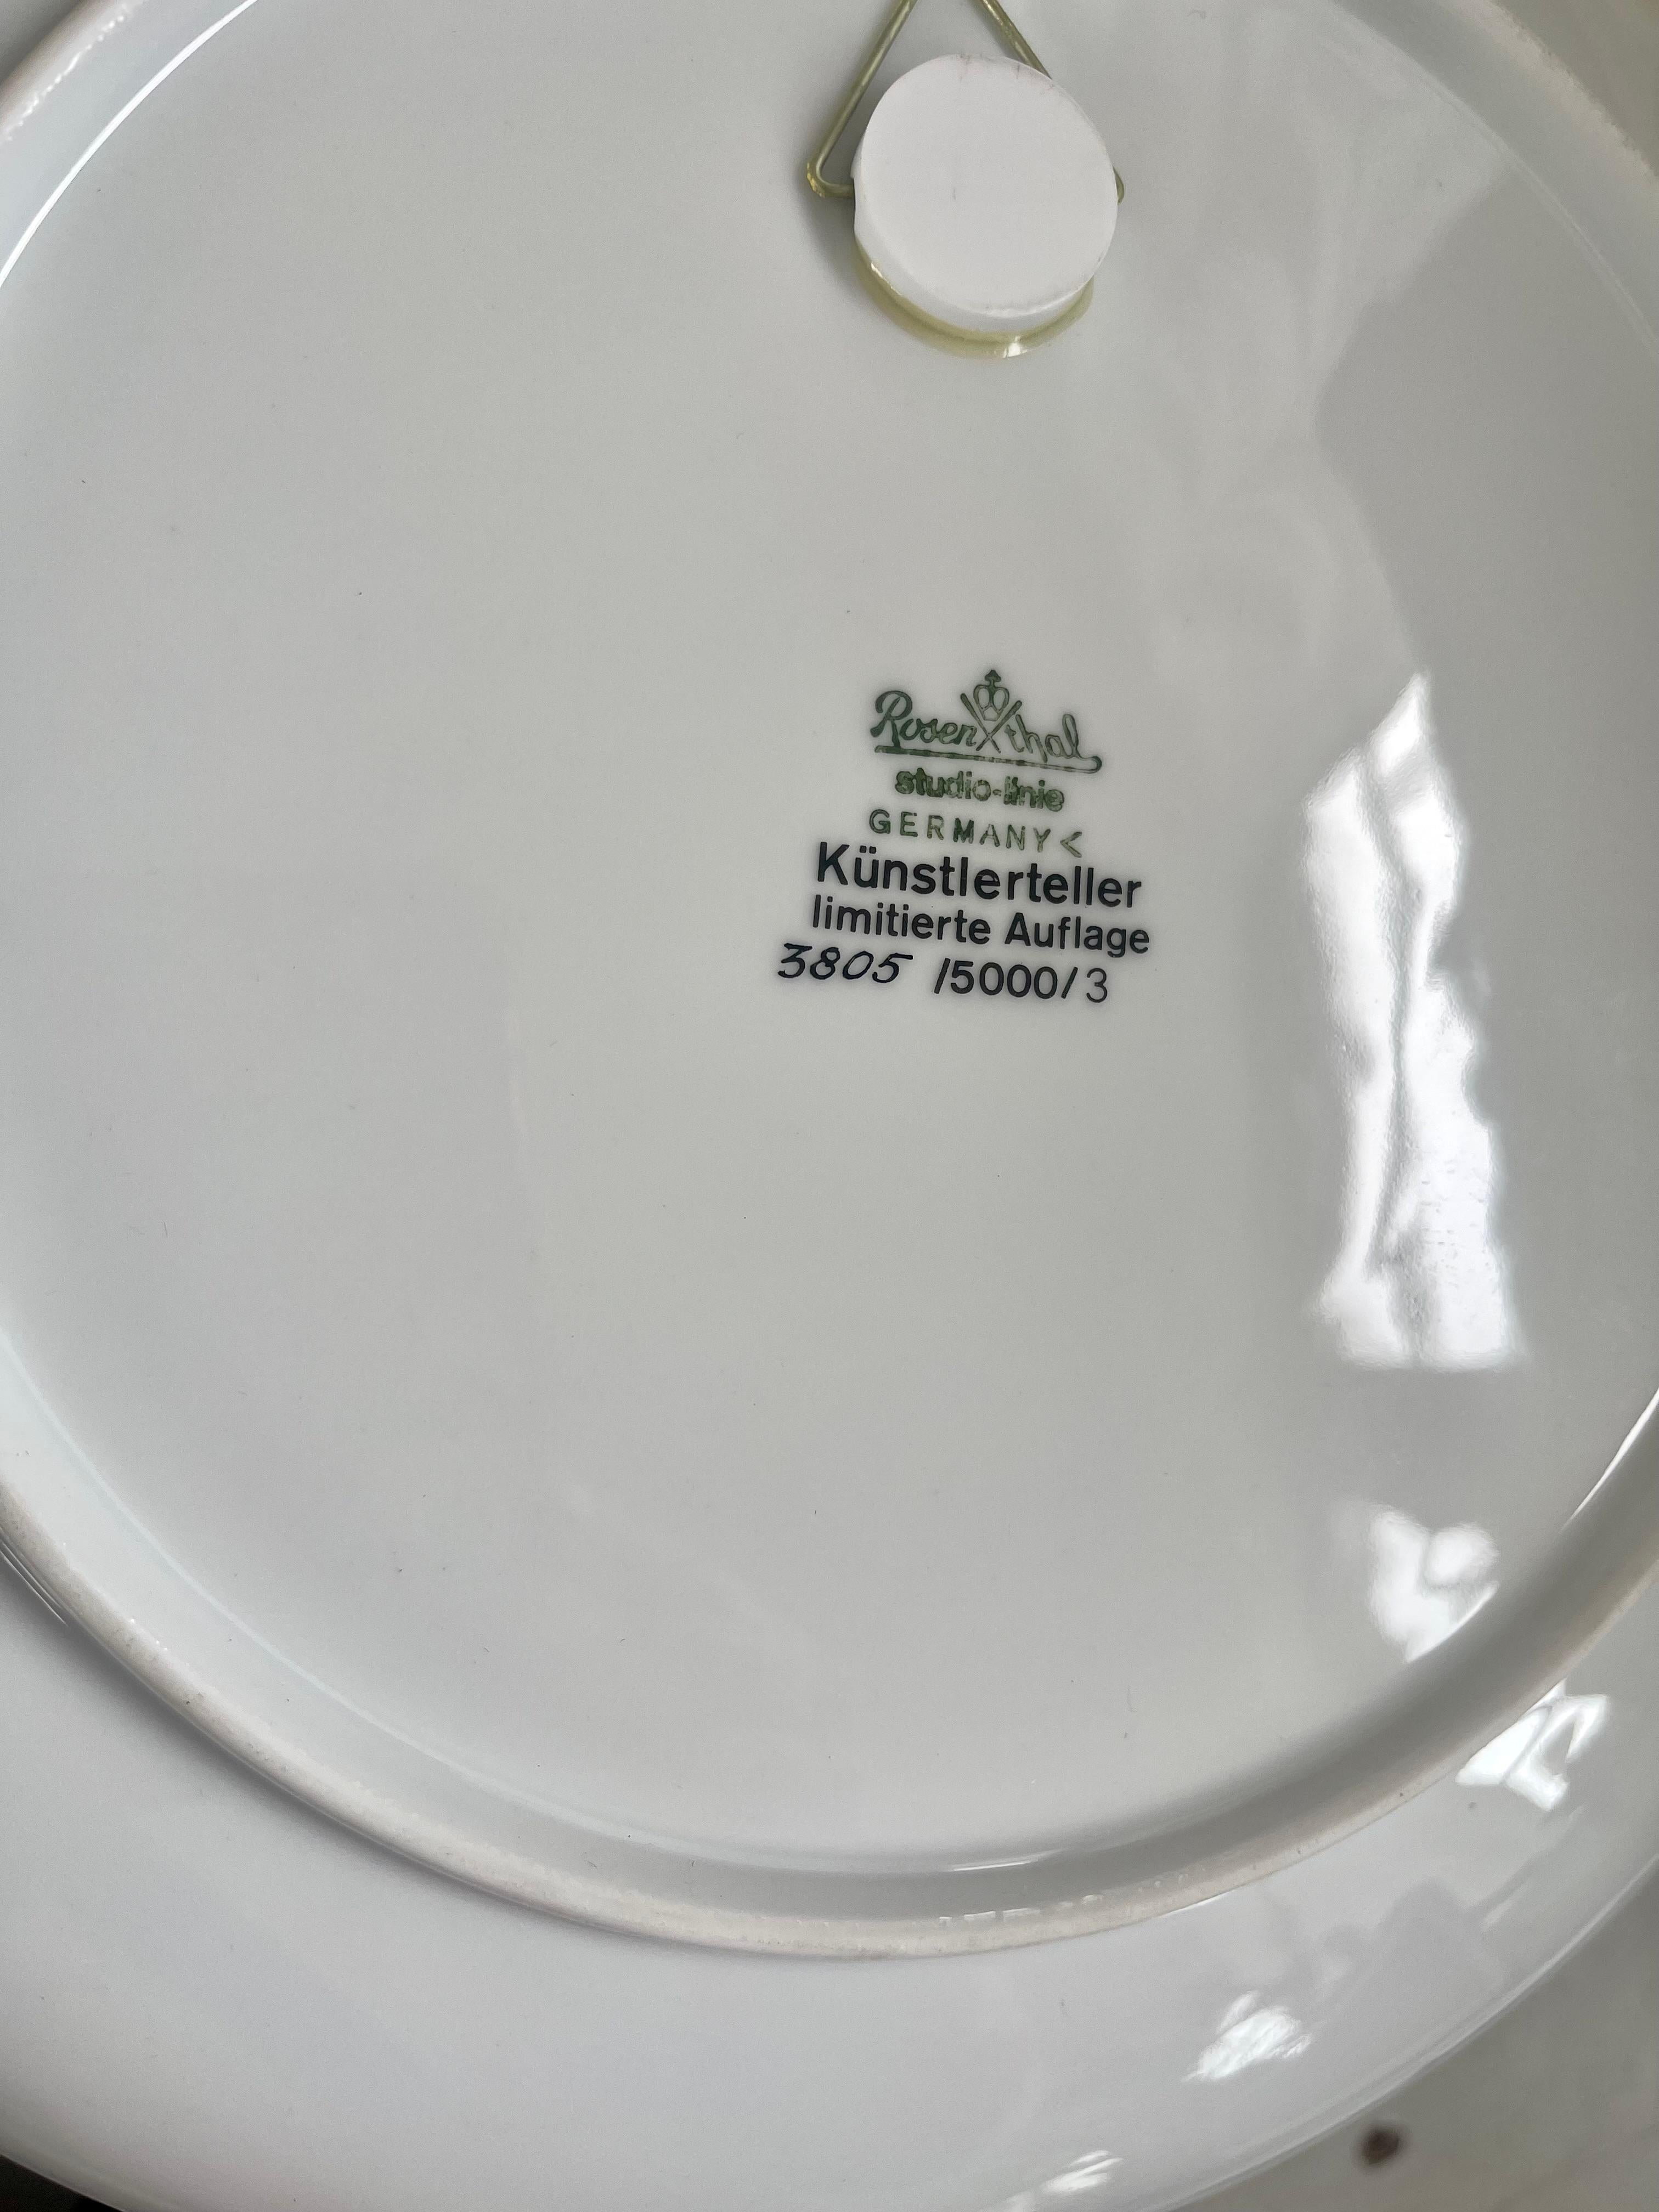 Rosenthal
studio-linie
GERMANY
Künstlerteller
limitierte Auflage
3805 /5000/3